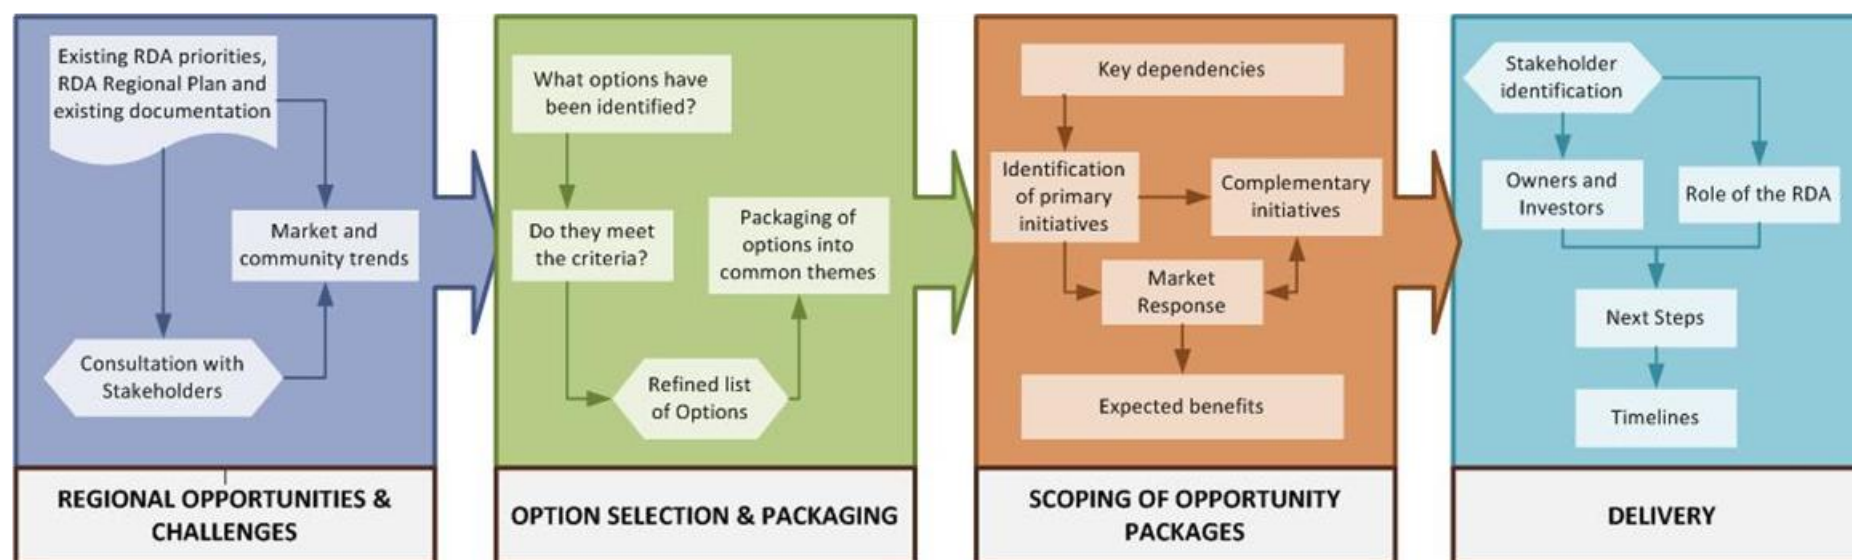 Existing RDA priorities,
RDA Regional Plan and
existing documentation
Market and
community trends
Consultation with
Stakeholders
REGIONAL OPPORTUNITIES &
CHALLENGES
What options have
been identified?
Do they meet
the criteria?
Packaging of
options into
common themes
Refined list
of Options
OPTION SELECTION & PACKAGING
Key dependencies
Identification
of primary
initiatives
Complementary
initiatives
Market
Response
Expected benefits
SCOPING OF OPPORTUNITY
PACKAGES
Stakeholder
identification
Owners and
Investors
Role of the RDA
Next Steps
Timelines
DELIVERY